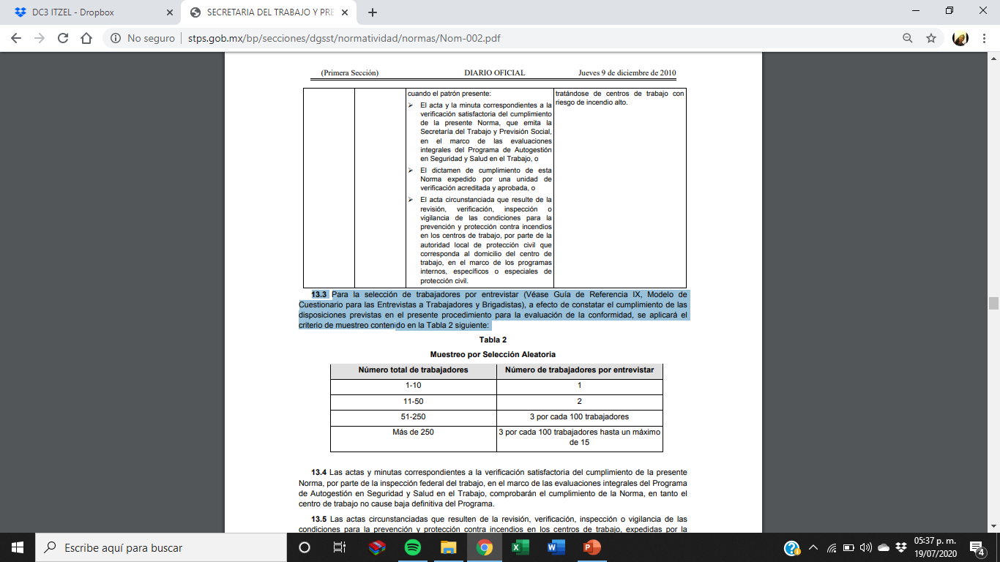 DC3 ITZEL - Dropbox
SECRETARIA DEL TRABAJO Y PRE
No seguro
stps.gob.mx/bp/secciones/dgsst/normatividad/normas/Nom-002.pdf
(Primera Sección) DIARIO OFICIAL Jueves 9 de diciembre de 2010
cuando el patrón presente:
El acta y la minuta correspondientes a la
verificación satisfactoria del cumplimiento
de la presente Norma, que emita la
Secretaría del Trabajo y Previsión Social,
en el marco de las evaluaciones
integrales del Programa de Autogestión
en Seguridad y Salud en el Trabajo, o
El dictamen de cumplimiento de esta
Norma expedido por una unidad de
verificación acreditada y aprobada, o
El acta circunstanciada que resulte de la
revisión, verificación, inspección o
vigilancia de las condiciones para la
prevención y protección contra incendios
en los centros de trabajo, por parte de la
autoridad local de protección civil que
corresponda al domicilio del centro de
trabajo, en el marco de los programas
internos, específicos o especiales de
protección civil.
tratándose de centros de trabajo con
riesgo de incendio alto.
13.3 Para la selección de trabajadores por entrevistar (Véase Guía de Referencia IX, Modelo de
Cuestionario para las Entrevistas a Trabajadores y Brigadistas), a efecto de constatar el cumplimiento de las
disposiciones previstas en el presente procedimiento para la evaluación de la conformidad, se aplicará el
criterio de muestreo contenido en la Tabla 2 siguiente:
Tabla 2
Muestreo por Selección Aleatoria
Número total de trabajadores Número de trabajadores por entrevistar
1-10 1
11-50 2
51-250 3 por cada 100 trabajadores
Más de 250 3 por cada 100 trabajadores hasta un máximo
de 15
13.4 Las actas y minutas correspondientes a la verificación satisfactoria del cumplimiento de la presente
Norma, por parte de la inspección federal del trabajo, en el marco de las evaluaciones integrales del Programa
de Autogestión en Seguridad y Salud en el Trabajo, comprobarán el cumplimiento de la Norma, en tanto el
centro de trabajo no cause baja definitiva del Programa.
13.5 Las actas circunstanciadas que resulten de la revisión, verificación, inspección o vigilancia de las
condiciones para la prevención y protección contra incendios en los centros de trabajo, expedidas por la
Escribe aquí para buscar
05:37 p. m.
19/07/2020
4